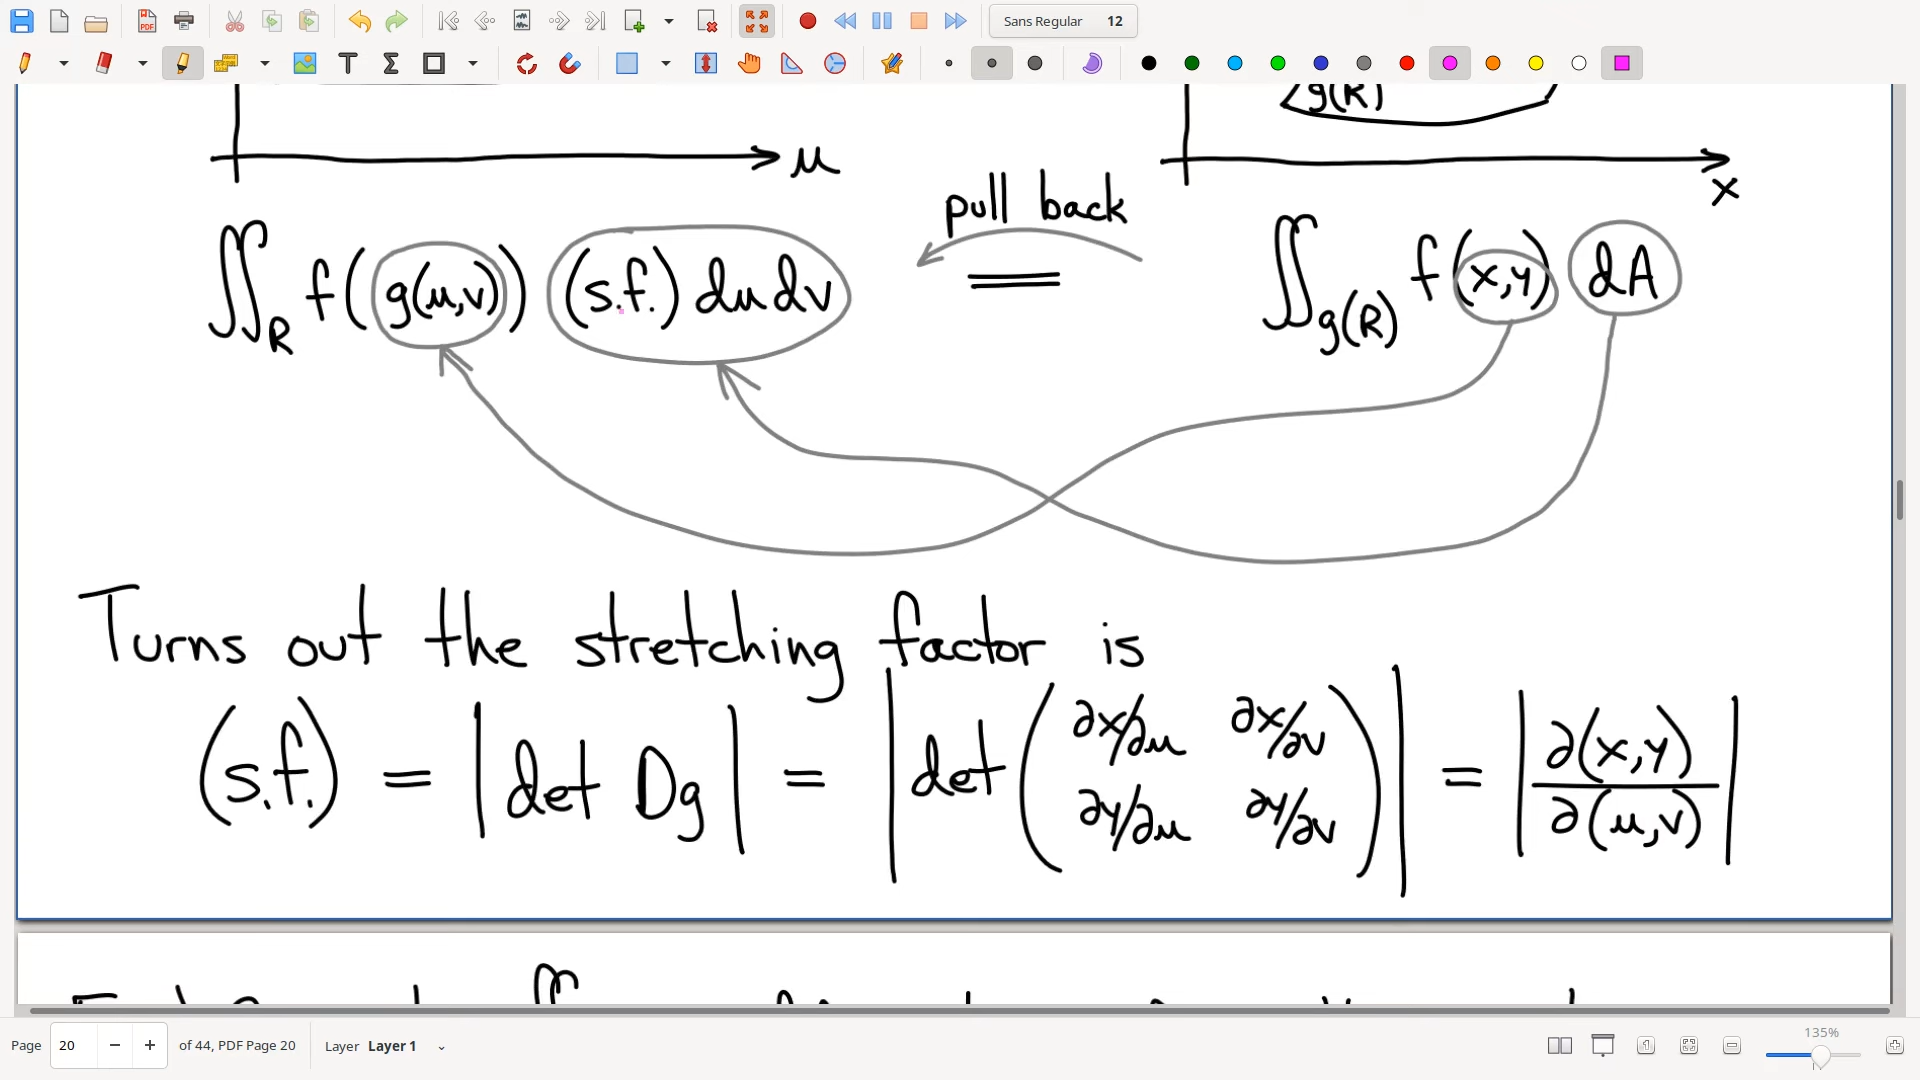 Sans Regular 12
g(R)
u
x
pull back
∬_R f(g(u,v)) (s.f.) du dv = ∬_{g(R)} f(x,y) dA
Turns out the stretching factor is
(s.f.) = |det Dg| = |det(∂x/∂u ∂x/∂v
∂y/∂u ∂y/∂v)| = |∂(x,y)/∂(u,v)|
Page 20 of 44, PDF Page 20 Layer Layer 1 135%